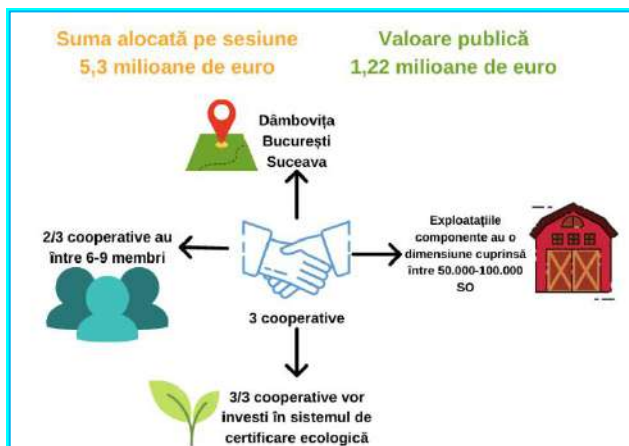 Suma alocată pe sesiune
5,3 milioane de euro
Valoare publică
1,22 milioane de euro
Dâmbovița
București
Suceava
2/3 cooperative au
între 6-9 membri
Exploatațiile
componente au o
dimensiune cuprinsă
între 50.000-100.000
SO
3 cooperative
3/3 cooperative vor
investi în sistemul de
certificare ecologică